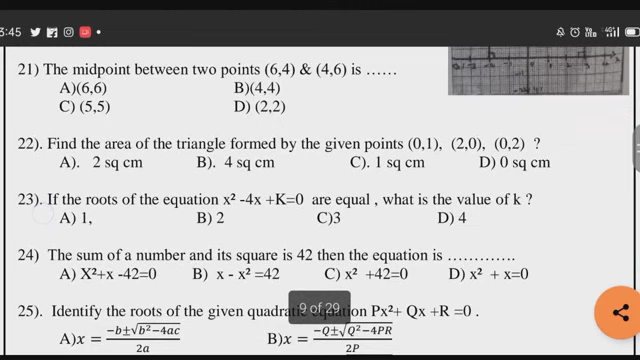 3:45
21) The midpoint between two points (6,4) & (4,6) is ……
A)(6,6) B)(4,4)
C) (5,5) D) (2,2)
22). Find the area of the triangle formed by the given points (0,1), (2,0), (0,2) ?
A). 2 sq cm B). 4 sq cm C). 1 sq cm D) 0 sq cm
23). If the roots of the equation x² -4x +K=0 are equal , what is the value of k ?
A) 1, B) 2 C)3 D) 4
24) The sum of a number and its square is 42 then the equation is ………….
A) X²+x -42=0 B) x - x² =42 C) x² +42=0 D) x² + x=0
9 of 29
25). Identify the roots of the given quadratic equation Px²+ Qx +R =0 .
A)x = (-b±√(b²-4ac))/2a B)x = (-Q±√(Q²-4PR))/2P